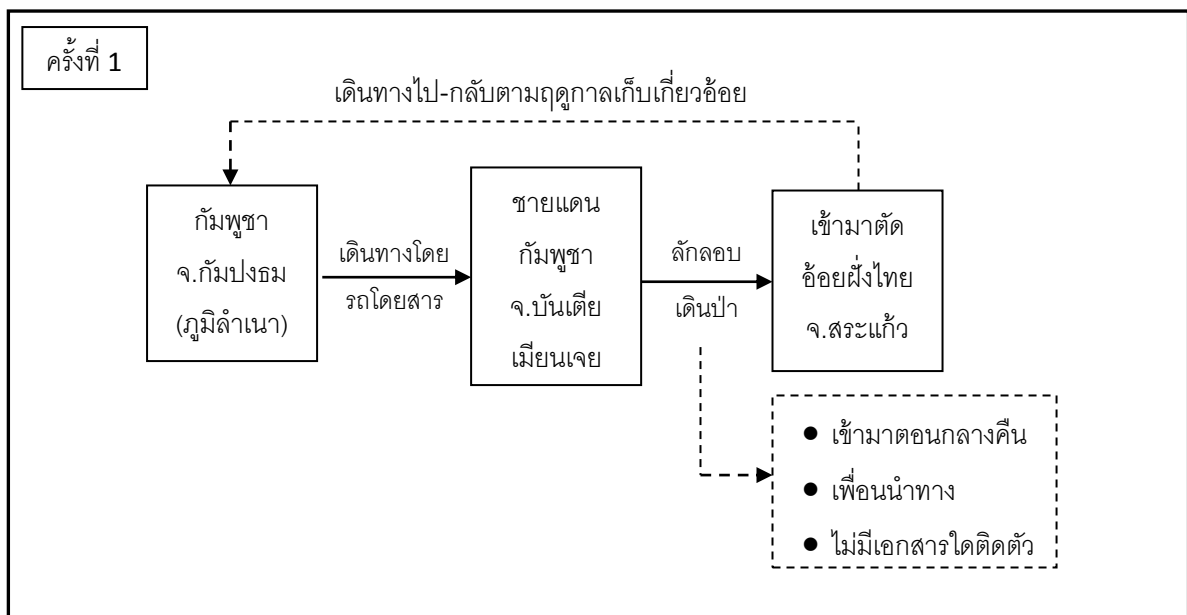 ครั้งที่ 1
เดินทางไป-กลับตามฤดูกาลเก็บเกี่ยวอ้อย
กัมพูชา
จ.กัมปงธม
(ภูมิลำเนา)
เดินทางโดย
รถโดยสาร
ชายแดน
กัมพูชา
จ.บันเตีย
เมียนเจย
ลักลอบ
เดินป่า
เข้ามาตัด
อ้อยฝั่งไทย
จ.สระแก้ว
● เข้ามาตอนกลางคืน
● เพื่อนนำทาง
● ไม่มีเอกสารใดติดตัว